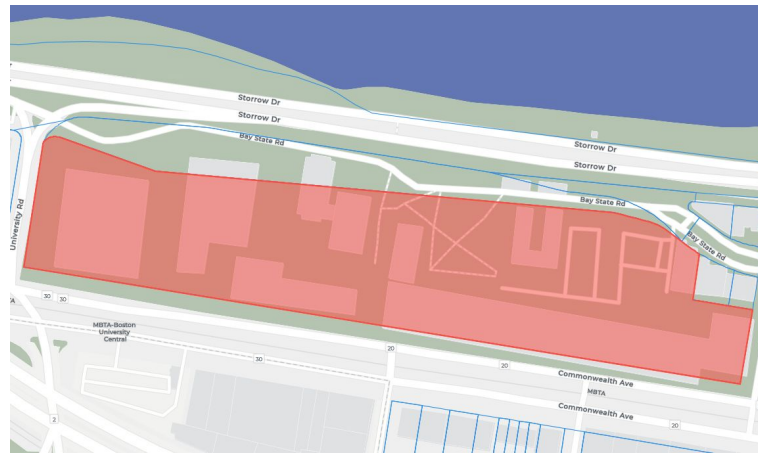 Storrow Dr
Storrow Dr
Storrow Dr
Storrow Dr
Bay State Rd
Bay State Rd
Bay State Rd
University Rd
30
30
MBTA-Boston
University
Central
30
20
20
Commonwealth Ave
MBTA
Commonwealth Ave
20
2